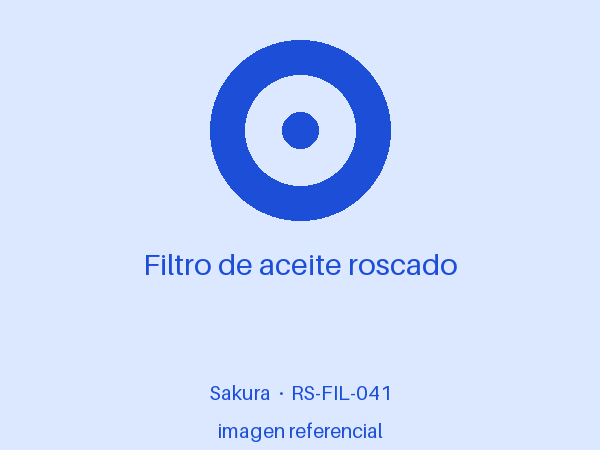 Filtro de aceite roscado
Sakura · RS-FIL-041
imagen referencial